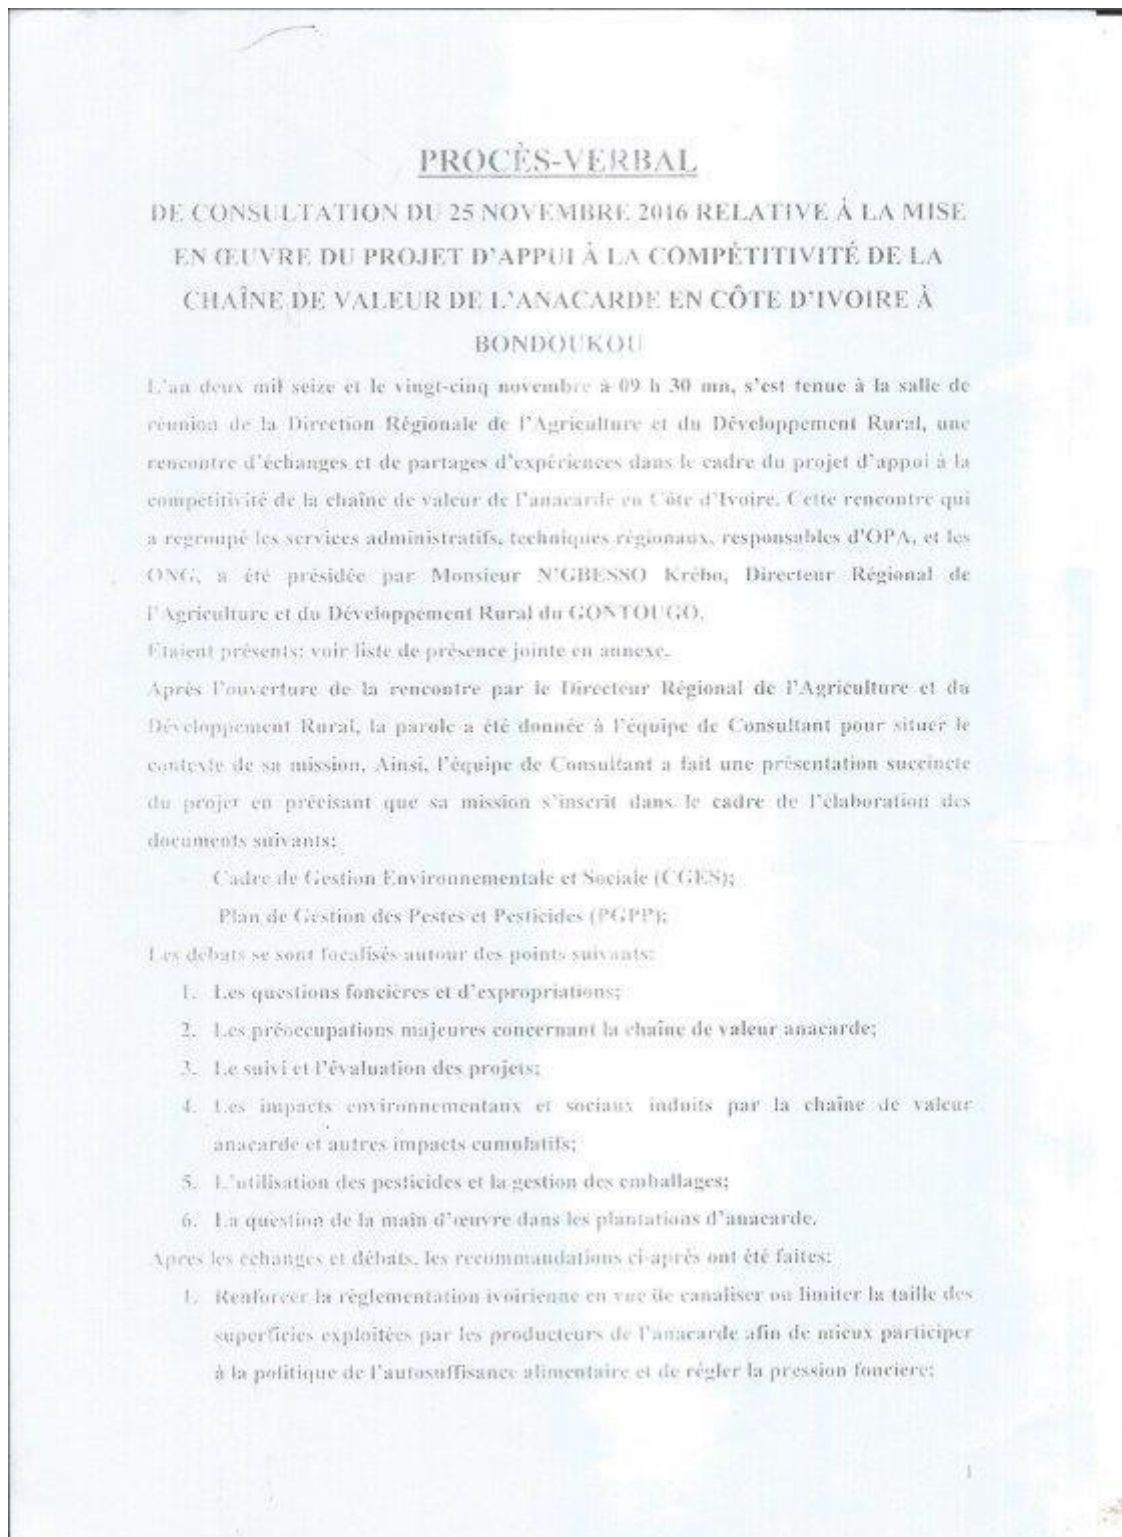 PROCÈS-VERBAL
DE CONSULTATION DU 25 NOVEMBRE 2016 RELATIVE À LA MISE
EN ŒUVRE DU PROJET D'APPUI À LA COMPÉTITIVITÉ DE LA
CHAÎNE DE VALEUR DE L'ANACARDE EN CÔTE D'IVOIRE À
BONDOUKOU
L'an deux mil seize et le vingt-cinq novembre à 09 h 30 mn, s'est tenue à la salle de
réunion de la Direction Régionale de l'Agriculture et du Développement Rural, une
rencontre d'échanges et de partages d'expériences dans le cadre du projet d'appui à la
compétitivité de la chaîne de valeur de l'anacarde en Côte d'Ivoire. Cette rencontre qui
a regroupé les services administratifs, techniques régionaux, responsables d'OPA, et les
ONG, a été présidée par Monsieur N'GBESSO Krébo, Directeur Régional de
l'Agriculture et du Développement Rural du GONTOUGO.
Etaient présents: voir liste de présence jointe en annexe.
Après l'ouverture de la rencontre par le Directeur Régional de l'Agriculture et du
Développement Rural, la parole a été donnée à l'équipe de Consultant pour situer le
contexte de sa mission. Ainsi, l'équipe de Consultant a fait une présentation succincte
du projet en précisant que sa mission s'inscrit dans le cadre de l'élaboration des
documents suivants:
Cadre de Gestion Environnementale et Sociale (CGES);
Plan de Gestion des Pestes et Pesticides (PGPP);
Les débats se sont focalisés autour des points suivants:
1. Les questions foncières et d'expropriations;
2. Les préoccupations majeures concernant la chaîne de valeur anacarde;
3. Le suivi et l'évaluation des projets;
4. Les impacts environnementaux et sociaux induits par la chaîne de valeur
anacarde et autres impacts cumulatifs;
5. L'utilisation des pesticides et la gestion des emballages;
6. La question de la main d'œuvre dans les plantations d'anacarde.
Apres les échanges et débats, les recommandations ci-après ont été faites:
1. Renforcer la règlementation ivoirienne en vue de canaliser ou limiter la taille des
superficies exploitées par les producteurs de l'anacarde afin de mieux participer
à la politique de l'autosuffisance alimentaire et de régler la pression foncière;
1